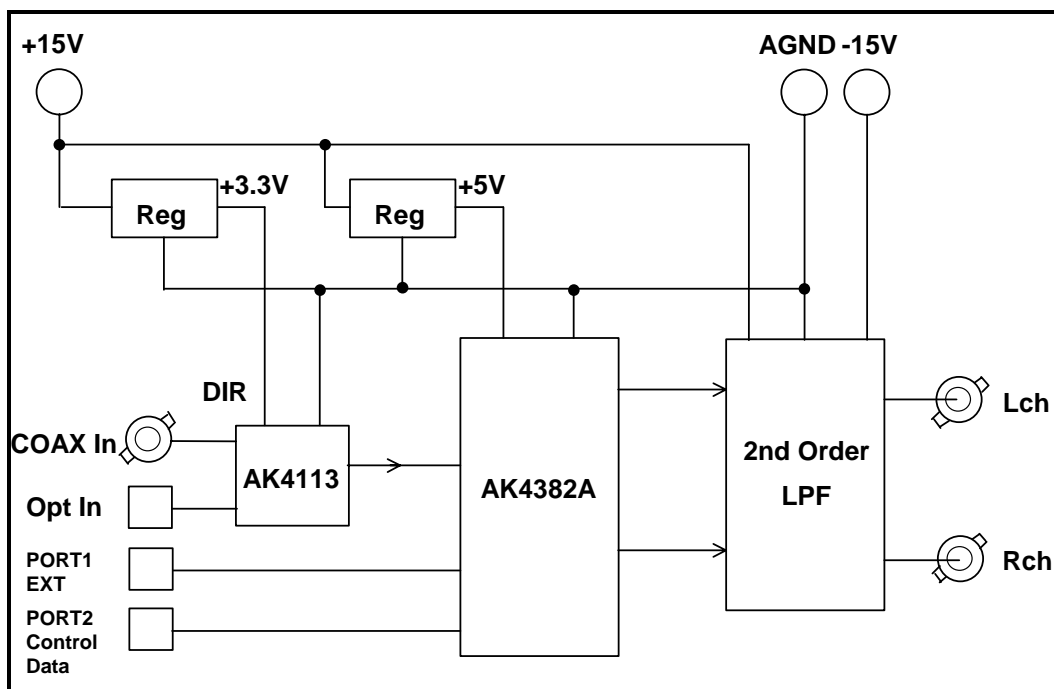 +15V
AGND -15V
+3.3V
+5V
Reg
Reg
DIR
COAX In
AK4113
Opt In
AK4382A
2nd Order
LPF
Lch
Rch
PORT1
EXT
PORT2
Control
Data